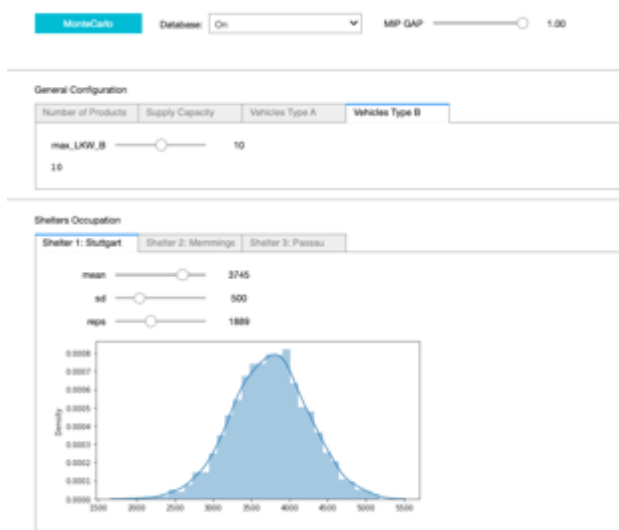 MonteCarlo Database: On MIP GAP 1.00
General Configuration
Number of Products Supply Capacity Vehicles Type A Vehicles Type B
max_LKW_B 10
10
Shelters Occupation
Shelter 1: Stuttgart Shelter 2: Memminge Shelter 3: Passau
mean 3745
sd 500
reps 1889
0.0008
0.0007
0.0006
0.0005
0.0004
0.0003
0.0002
0.0001
0.0000
Density
1500 2000 2500 3000 3500 4000 4500 5000 5500